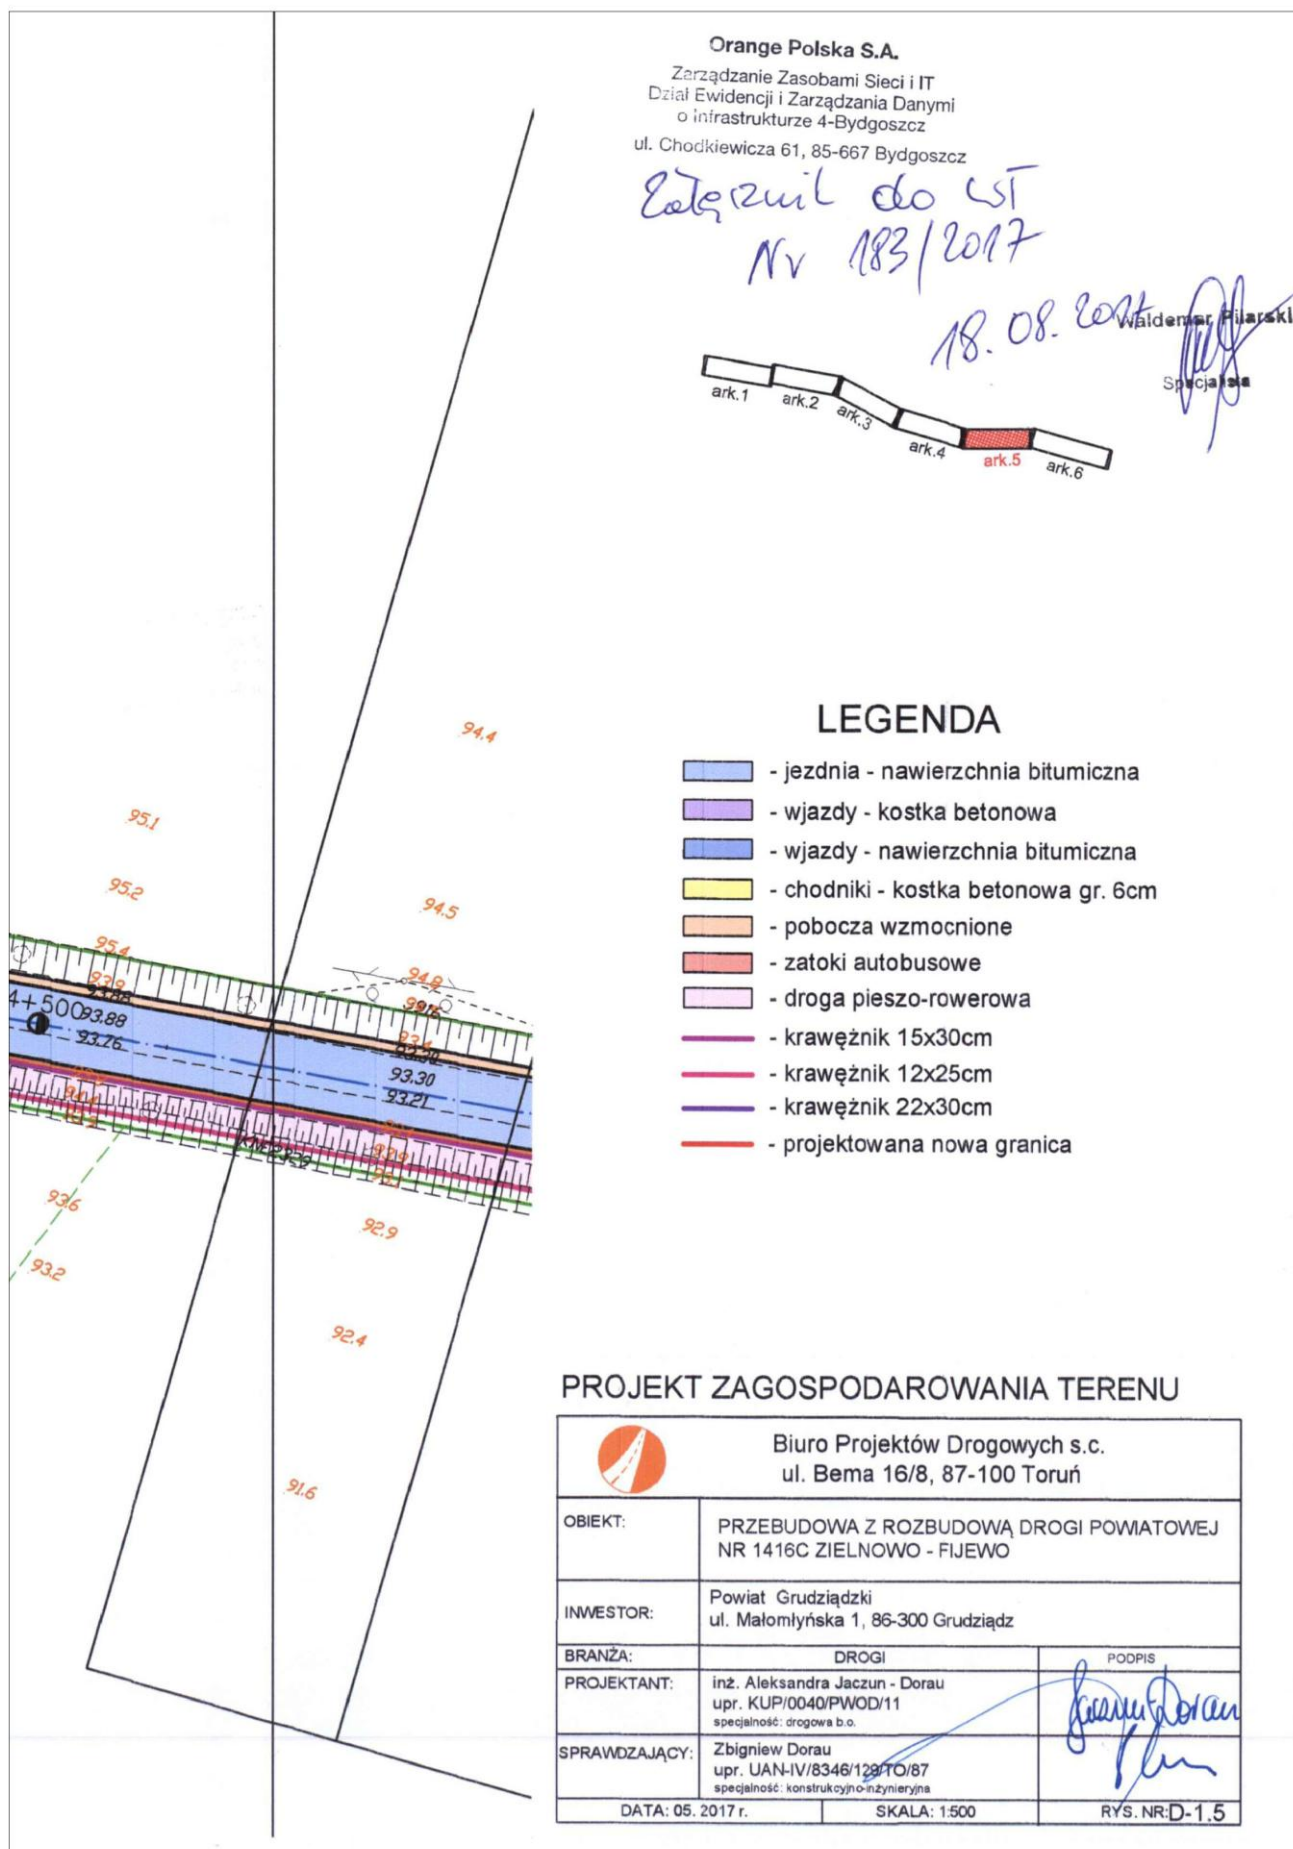 Orange Polska S.A.
Zarządzanie Zasobami Sieci i IT
Dział Ewidencji i Zarządzania Danymi
o Infrastrukturze 4-Bydgoszcz
ul. Chodkiewicza 61, 85-667 Bydgoszcz
Załącznik do WT
Nr 183/2017
18.08.2017
Waldemar Pilarski
Specjalista
ark.1
ark.2
ark.3
ark.4
ark.5
ark.6
94.4
95.1
95.2
94.5
95.4
94.8
93.9
93.88
4+500
93.88
93.76
93.4
93.30
93.21
93.6
92.9
93.2
92.4
91.6
LEGENDA
- jezdnia - nawierzchnia bitumiczna
- wjazdy - kostka betonowa
- wjazdy - nawierzchnia bitumiczna
- chodniki - kostka betonowa gr. 6cm
- pobocza wzmocnione
- zatoki autobusowe
- droga pieszo-rowerowa
- krawężnik 15x30cm
- krawężnik 12x25cm
- krawężnik 22x30cm
- projektowana nowa granica
PROJEKT ZAGOSPODAROWANIA TERENU
Biuro Projektów Drogowych s.c.
ul. Bema 16/8, 87-100 Toruń
OBIEKT:
PRZEBUDOWA Z ROZBUDOWĄ DROGI POWIATOWEJ
NR 1416C ZIELNOWO - FIJEWO
INWESTOR:
Powiat Grudziądzki
ul. Małomłyńska 1, 86-300 Grudziądz
BRANŻA: DROGI PODPIS
PROJEKTANT:
inż. Aleksandra Jaczun - Dorau
upr. KUP/0040/PWOD/11
specjalność: drogowa b.o.
Jaczun-Dorau
SPRAWDZAJĄCY:
Zbigniew Dorau
upr. UAN-IV/8346/129/TO/87
specjalność: konstrukcyjno-inżynieryjna
DATA: 05. 2017 r. SKALA: 1:500 RYS. NR:D-1.5